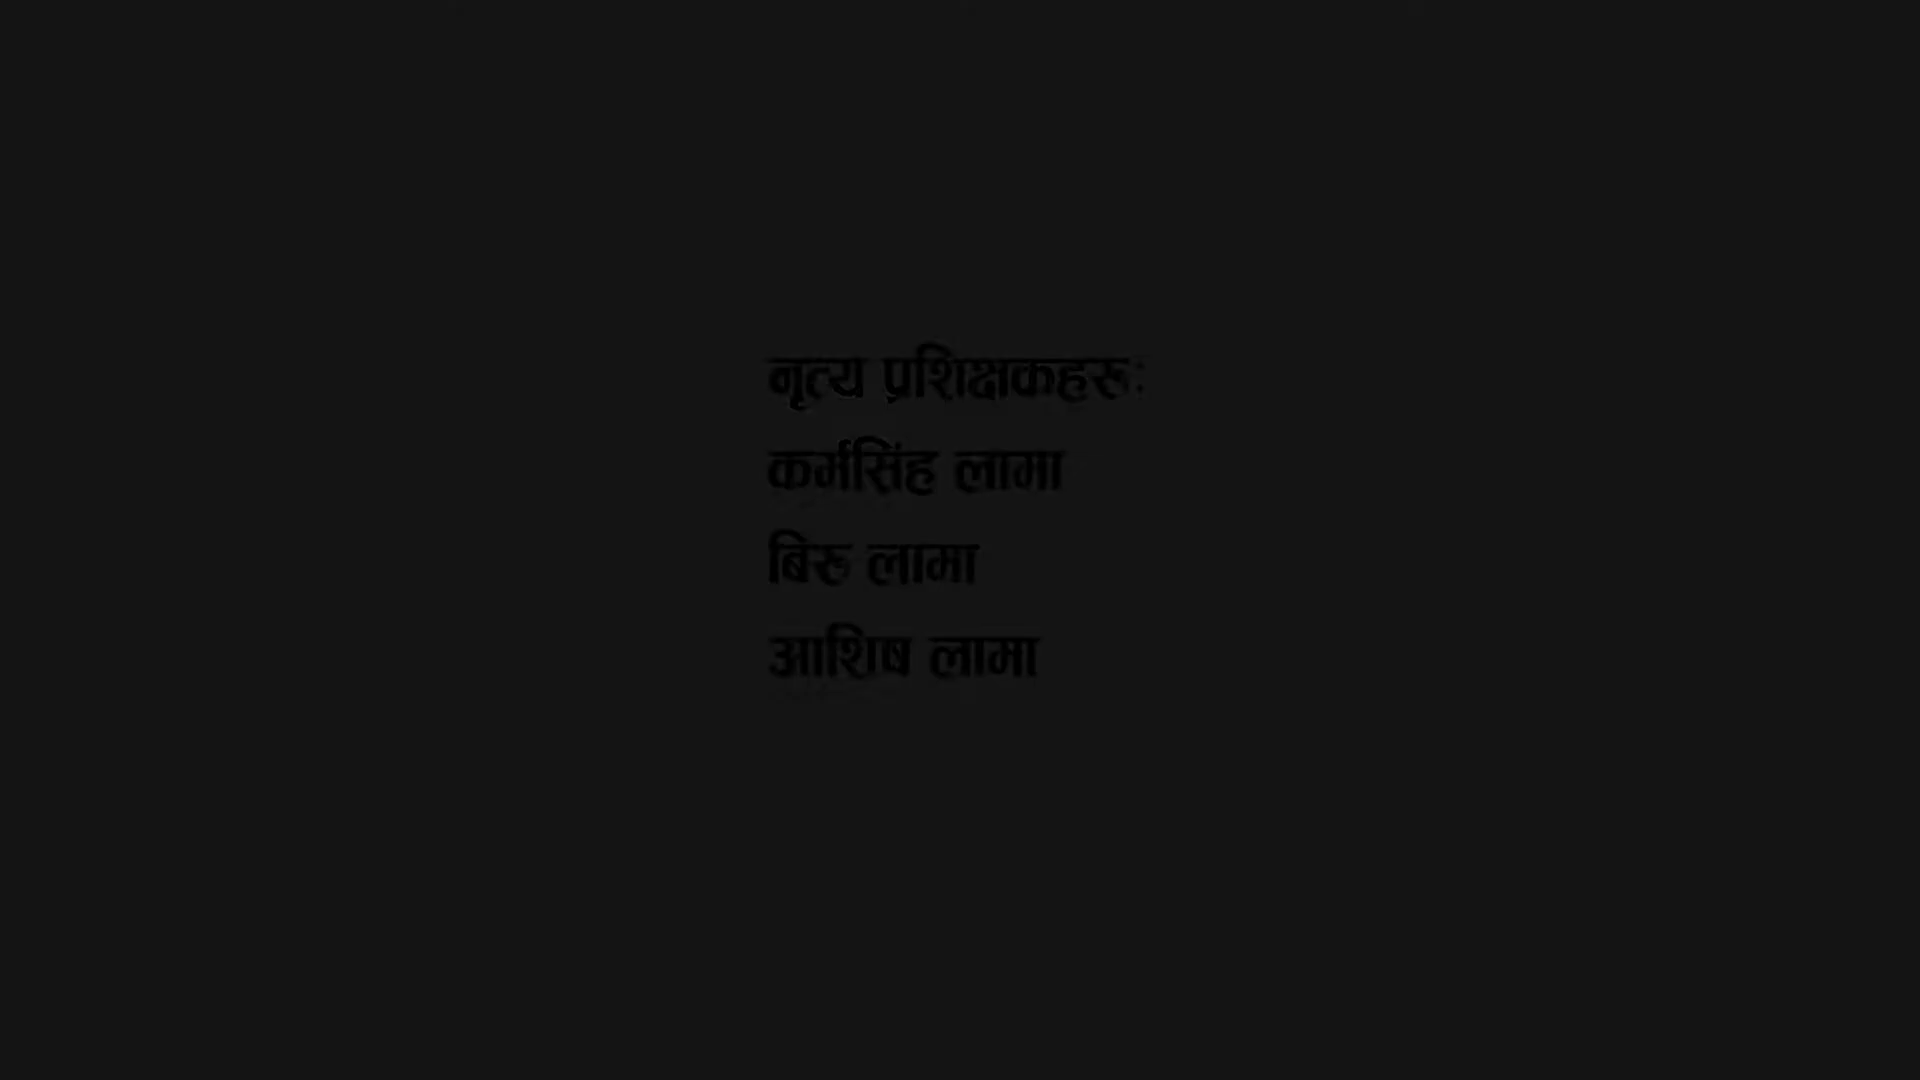 नृत्य प्रशिक्षकहरुः
कर्मसिंह लामा
बिरु लामा
आशिष लामा